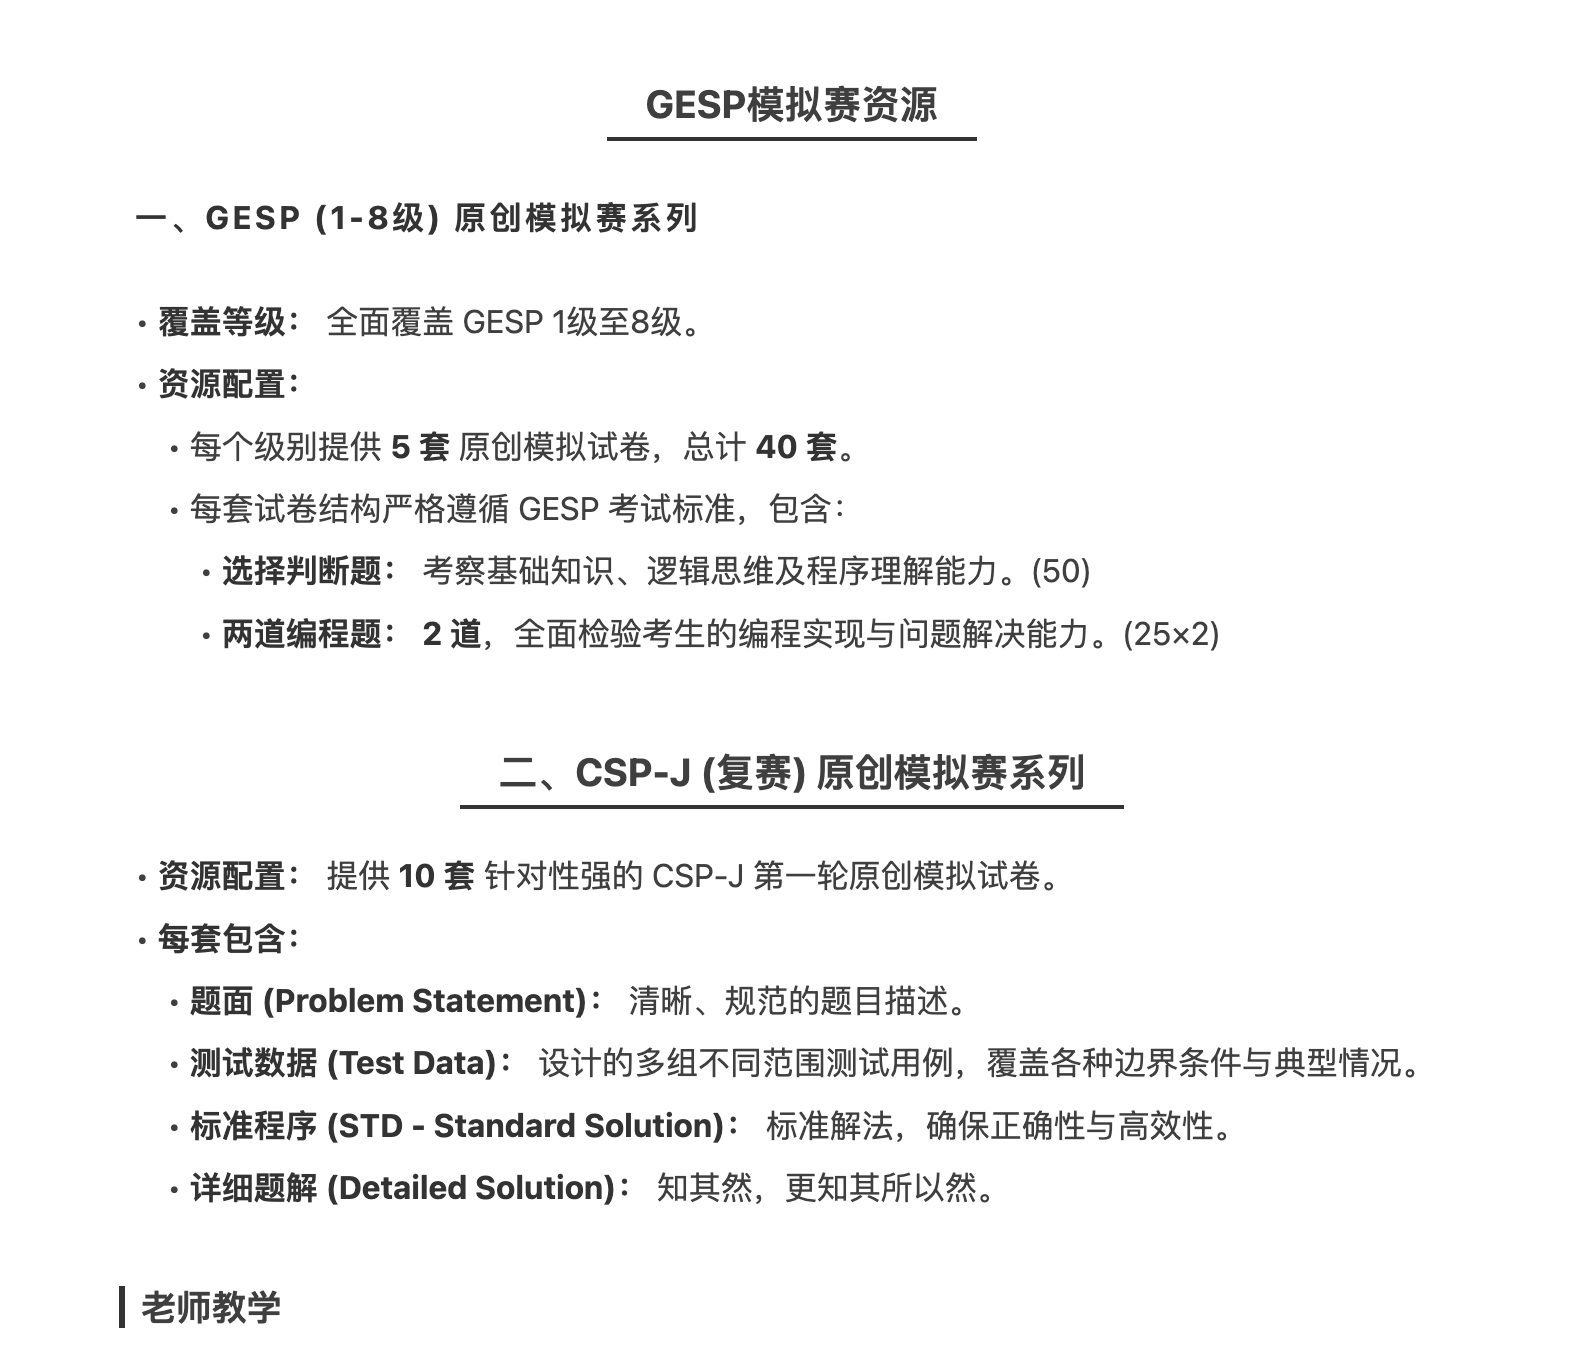 GESP模拟赛资源
一、GESP (1-8级) 原创模拟赛系列
• 覆盖等级： 全面覆盖 GESP 1级至8级。
• 资源配置：
• 每个级别提供 5 套 原创模拟试卷，总计 40 套。
• 每套试卷结构严格遵循 GESP 考试标准，包含：
• 选择判断题： 考察基础知识、逻辑思维及程序理解能力。(50)
• 两道编程题： 2 道，全面检验考生的编程实现与问题解决能力。(25×2)
二、CSP-J (复赛) 原创模拟赛系列
• 资源配置： 提供 10 套 针对性强的 CSP-J 第一轮原创模拟试卷。
• 每套包含：
• 题面 (Problem Statement)： 清晰、规范的题目描述。
• 测试数据 (Test Data)： 设计的多组不同范围测试用例，覆盖各种边界条件与典型情况。
• 标准程序 (STD - Standard Solution)： 标准解法，确保正确性与高效性。
• 详细题解 (Detailed Solution)： 知其然，更知其所以然。
老师教学